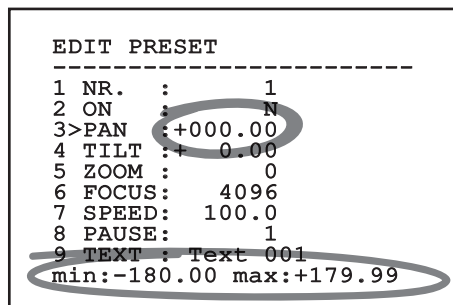 EDIT PRESET
------------------------
1 NR.  :       1
2 ON   :       N
3>PAN  :+000.00
4 TILT :+  0.00
5 ZOOM :       0
6 FOCUS:    4096
7 SPEED:   100.0
8 PAUSE:       1
9 TEXT : Text 001
min:-180.00 max:+179.99